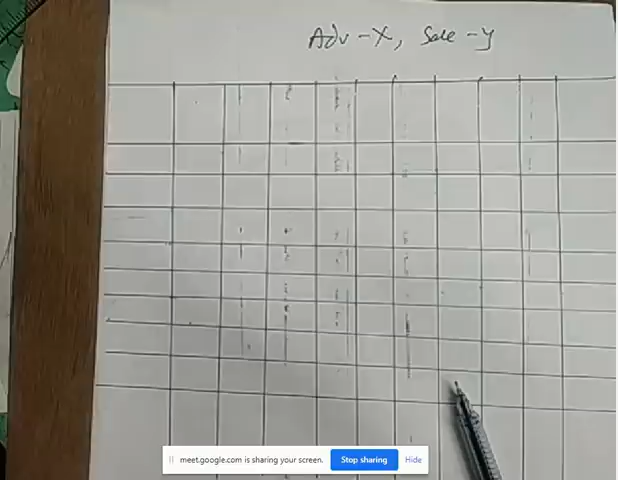 Adv - X, Sale - y
meet.google.com is sharing your screen. Stop sharing Hide